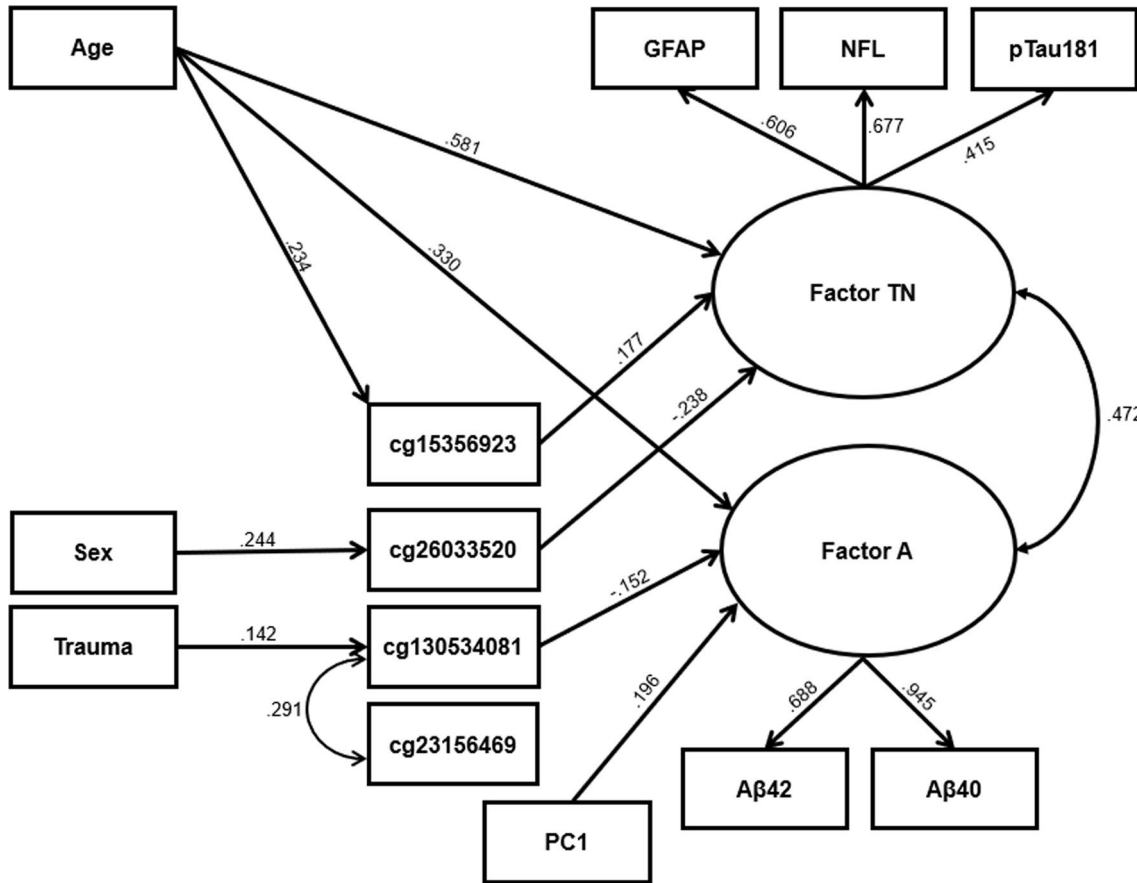 Age
GFAP
NFL
pTau181
.606
.677
.415
.581
.234
.330
Factor TN
.177
-.238
.472
cg15356923
Sex
.244
cg26033520
Factor A
-.152
Trauma
.142
cg130534081
.291
.196
.688
.945
cg23156469
Aβ42
Aβ40
PC1